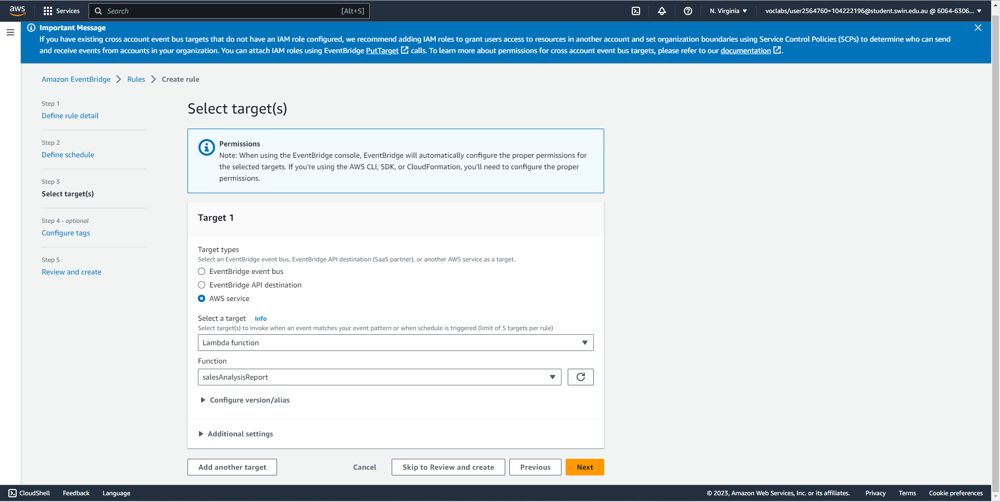 aws
Services
Search
[Alt+S]
N. Virginia
voclabs/user2564760=104222196@student.swin.edu.au @ 6064-6306...
Important Message
If you have existing cross account event bus targets that do not have an IAM role configured, we recommend adding IAM roles to grant users access to resources in another account and set organization boundaries using Service Control Policies (SCPs) to determine who can send
and receive events from accounts in your organization. You can attach IAM roles using EventBridge PutTarget calls. To learn more about permissions for cross account event bus targets, please refer to our documentation.
Amazon EventBridge
Rules
Create rule
Step 1
Define rule detail
Step 2
Define schedule
Step 3
Select target(s)
Step 4 - optional
Configure tags
Step 5
Review and create
Select target(s)
Permissions
Note: When using the EventBridge console, EventBridge will automatically configure the proper permissions for
the selected targets. If you're using the AWS CLI, SDK, or CloudFormation, you'll need to configure the proper
permissions.
Target 1
Target types
Select an EventBridge event bus, EventBridge API destination (SaaS partner), or another AWS service as a target.
EventBridge event bus
EventBridge API destination
AWS service
Select a target
Info
Select target(s) to invoke when an event matches your event pattern or when schedule is triggered (limit of 5 targets per rule)
Lambda function
Function
salesAnalysisReport
Configure version/alias
Additional settings
Add another target
Cancel
Skip to Review and create
Previous
Next
CloudShell
Feedback
Language
© 2023, Amazon Web Services, Inc. or its affiliates.
Privacy
Terms
Cookie preferences